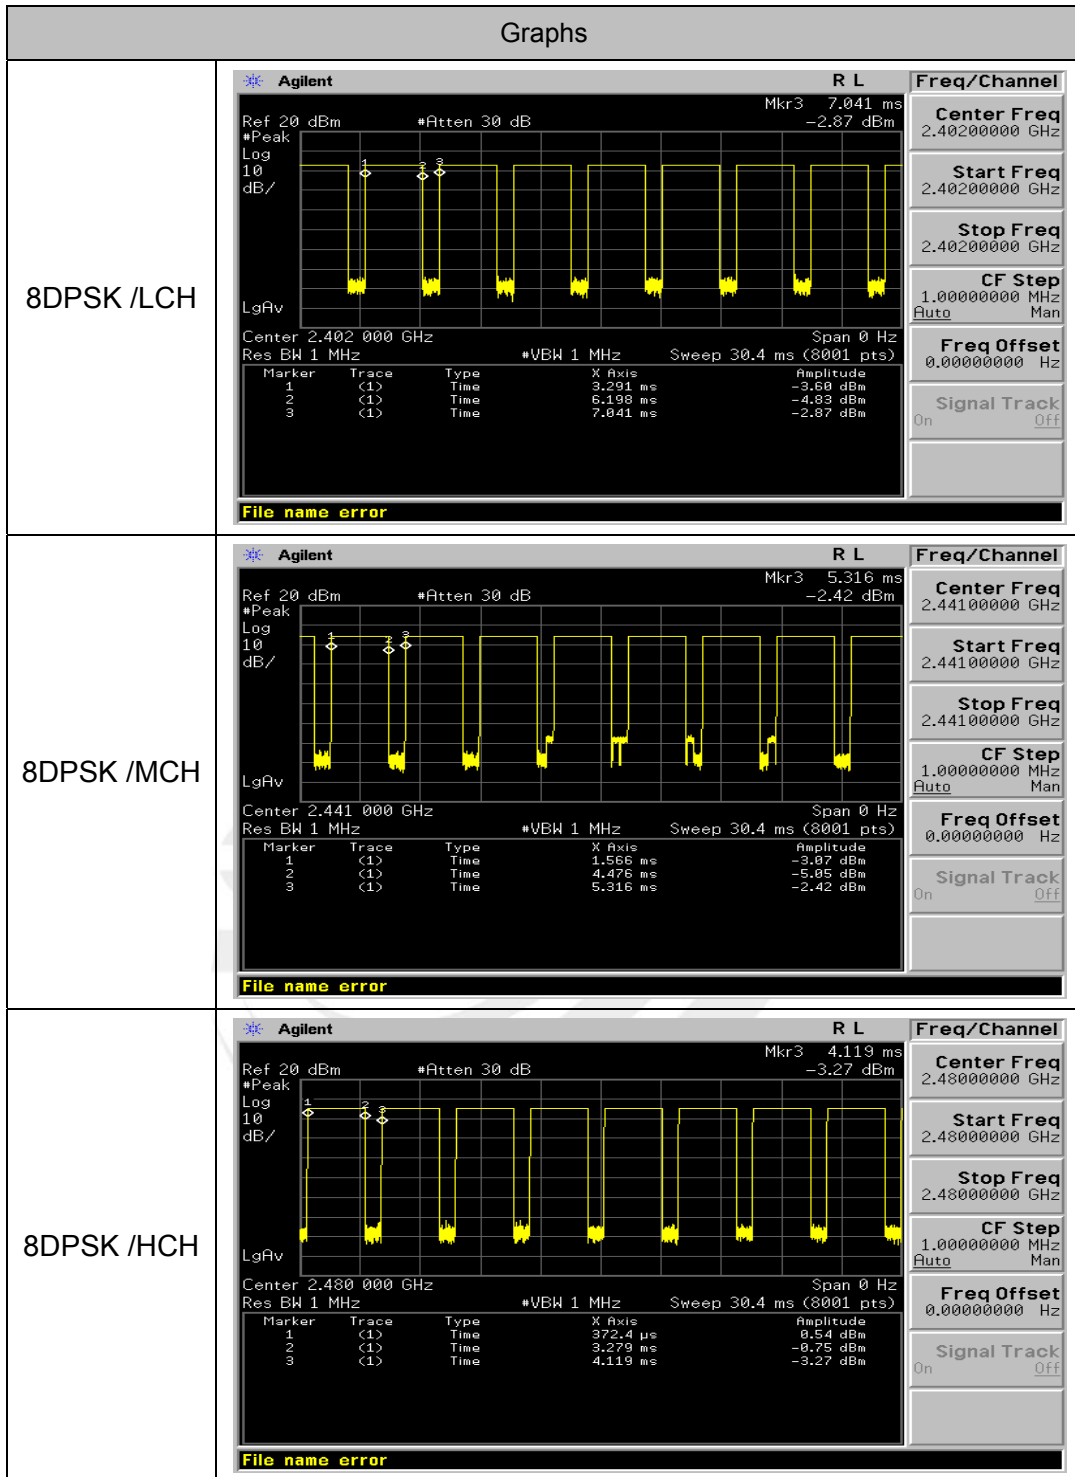 Graphs
8DPSK /LCH
Agilent R L
Mkr3 7.041 ms
Ref 20 dBm #Atten 30 dB -2.87 dBm
#Peak
Log
10
dB/
1 2 3
LgAv
Center 2.402 000 GHz Span 0 Hz
Res BW 1 MHz #VBW 1 MHz Sweep 30.4 ms (8001 pts)
Marker Trace Type X Axis Amplitude
1 (1) Time 3.291 ms -3.60 dBm
2 (1) Time 6.198 ms -4.83 dBm
3 (1) Time 7.041 ms -2.87 dBm
File name error
Freq/Channel
Center Freq
2.40200000 GHz
Start Freq
2.40200000 GHz
Stop Freq
2.40200000 GHz
CF Step
1.00000000 MHz
Auto Man
Freq Offset
0.00000000 Hz
Signal Track
On Off
8DPSK /MCH
Agilent R L
Mkr3 5.316 ms
Ref 20 dBm #Atten 30 dB -2.42 dBm
#Peak
Log
10
dB/
1 2 3
LgAv
Center 2.441 000 GHz Span 0 Hz
Res BW 1 MHz #VBW 1 MHz Sweep 30.4 ms (8001 pts)
Marker Trace Type X Axis Amplitude
1 (1) Time 1.566 ms -3.07 dBm
2 (1) Time 4.476 ms -5.05 dBm
3 (1) Time 5.316 ms -2.42 dBm
File name error
Freq/Channel
Center Freq
2.44100000 GHz
Start Freq
2.44100000 GHz
Stop Freq
2.44100000 GHz
CF Step
1.00000000 MHz
Auto Man
Freq Offset
0.00000000 Hz
Signal Track
On Off
8DPSK /HCH
Agilent R L
Mkr3 4.119 ms
Ref 20 dBm #Atten 30 dB -3.27 dBm
#Peak
Log
10
dB/
1 2 3
LgAv
Center 2.480 000 GHz Span 0 Hz
Res BW 1 MHz #VBW 1 MHz Sweep 30.4 ms (8001 pts)
Marker Trace Type X Axis Amplitude
1 (1) Time 372.4 µs 0.54 dBm
2 (1) Time 3.279 ms -0.75 dBm
3 (1) Time 4.119 ms -3.27 dBm
File name error
Freq/Channel
Center Freq
2.48000000 GHz
Start Freq
2.48000000 GHz
Stop Freq
2.48000000 GHz
CF Step
1.00000000 MHz
Auto Man
Freq Offset
0.00000000 Hz
Signal Track
On Off